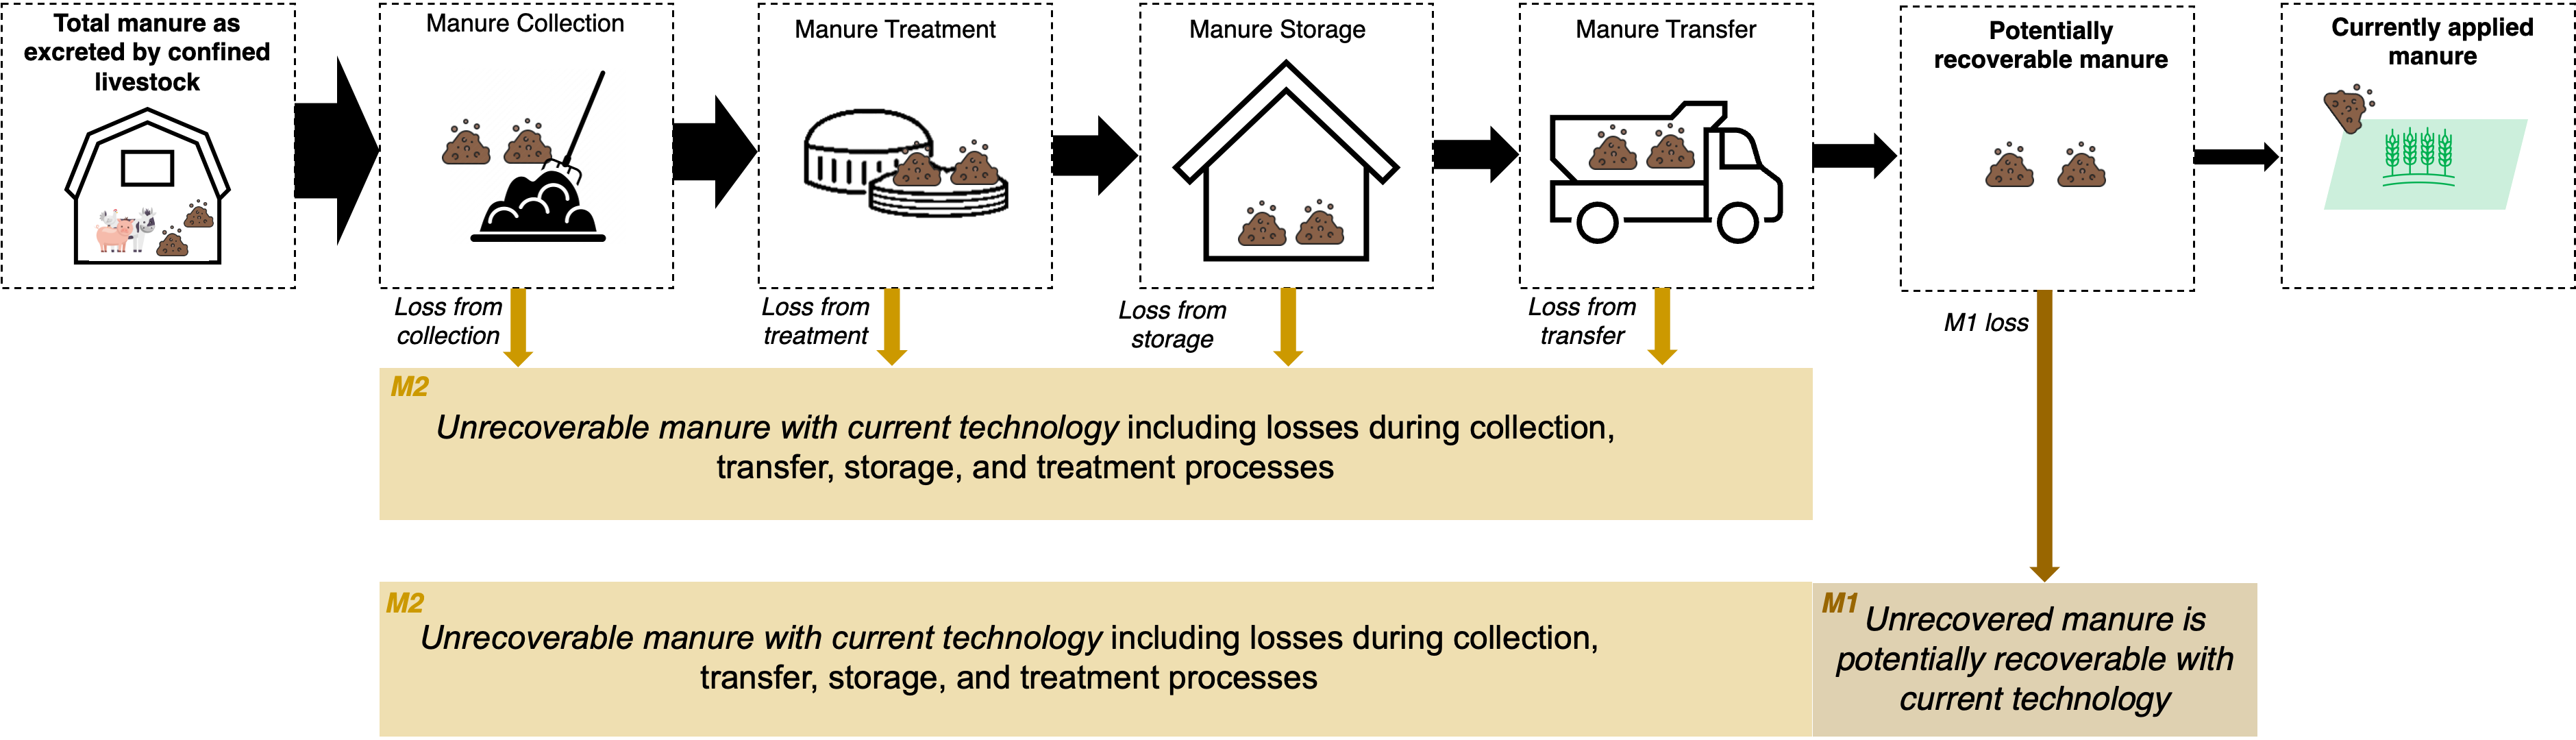 Total manure as
excreted by confined
livestock
Manure Collection
Manure Treatment
Manure Storage
Manure Transfer
Potentially
recoverable manure
Currently applied
manure
Loss from
collection
Loss from
treatment
Loss from
storage
Loss from
transfer
M1 loss
M2
Unrecoverable manure with current technology including losses during collection,
transfer, storage, and treatment processes
M2
Unrecoverable manure with current technology including losses during collection,
transfer, storage, and treatment processes
M1
Unrecovered manure is
potentially recoverable with
current technology